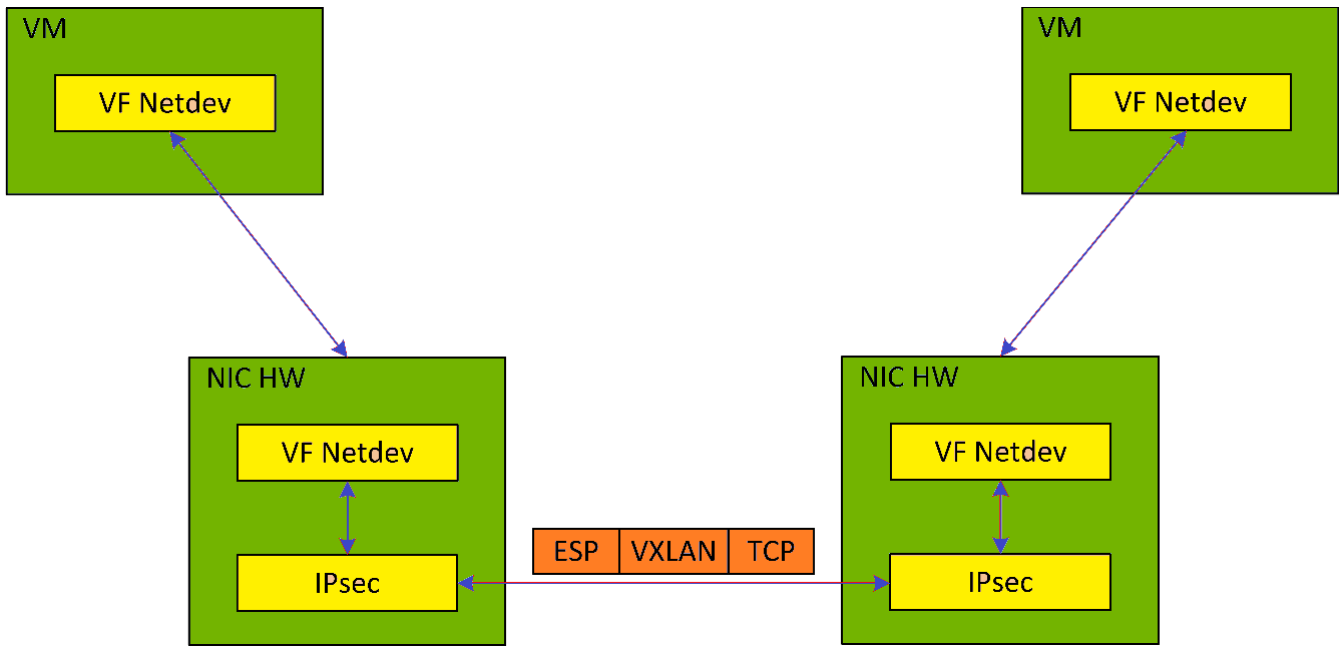 VM
VF Netdev
VM
VF Netdev
NIC HW
VF Netdev
IPsec
ESP VXLAN TCP
NIC HW
VF Netdev
IPsec